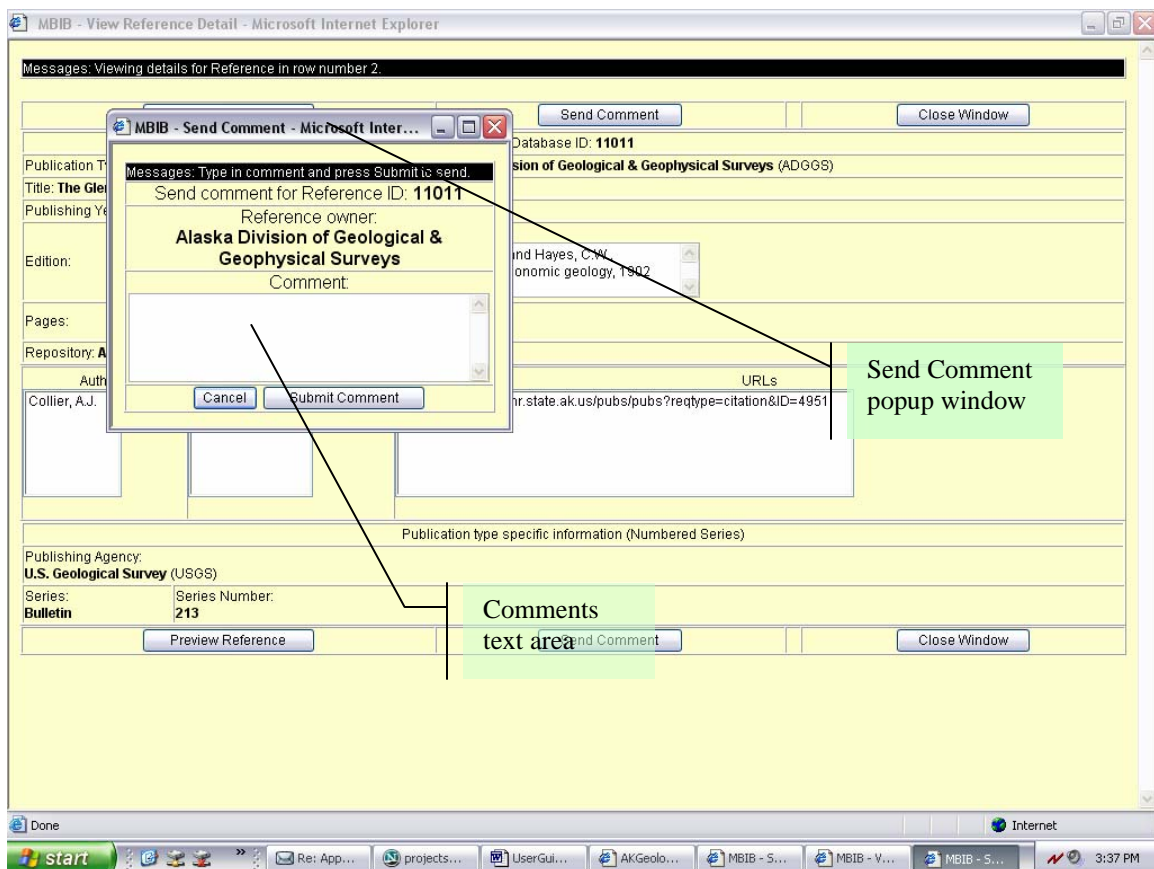 MBIB - View Reference Detail - Microsoft Internet Explorer
Messages: Viewing details for Reference in row number 2.
Send Comment
Close Window
Database ID: 11011
Publication T
sion of Geological & Geophysical Surveys (ADGGS)
Title: The Gle
Publishing Ye
Edition:
and Hayes, C.W.,
onomic geology, 1902
Pages:
Repository: A
Auth
URLs
Collier, A.J.
nr.state.ak.us/pubs/pubs?reqtype=citation&ID=4951
MBIB - Send Comment - Microsoft Inter...
Messages: Type in comment and press Submit to send.
Send comment for Reference ID: 11011
Reference owner:
Alaska Division of Geological &
Geophysical Surveys
Comment:
Cancel
Submit Comment
Send Comment
popup window
Publication type specific information (Numbered Series)
Publishing Agency:
U.S. Geological Survey (USGS)
Series:
Series Number:
Bulletin
213
Comments
text area
Preview Reference
Send Comment
Close Window
Done
Internet
start
»
Re: App...
projects...
UserGui...
AKGeolo...
MBIB - S...
MBIB - V...
MBIB - S...
3:37 PM